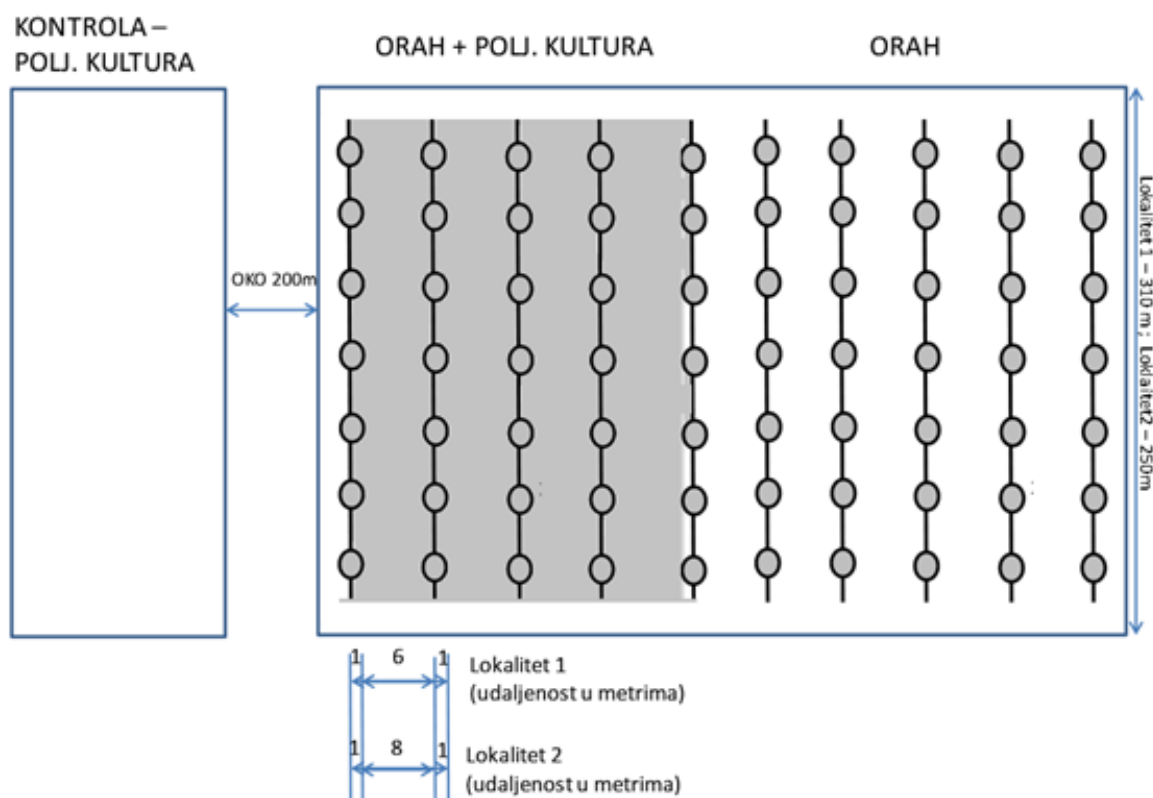 KONTROLA –
POLJ. KULTURA
ORAH + POLJ. KULTURA
ORAH
OKO 200m
Lokalitet 1 – 310 m ; Loklaitet2 – 250m
1 6 1
Lokalitet 1
(udaljenost u metrima)
1 8 1
Lokalitet 2
(udaljenost u metrima)